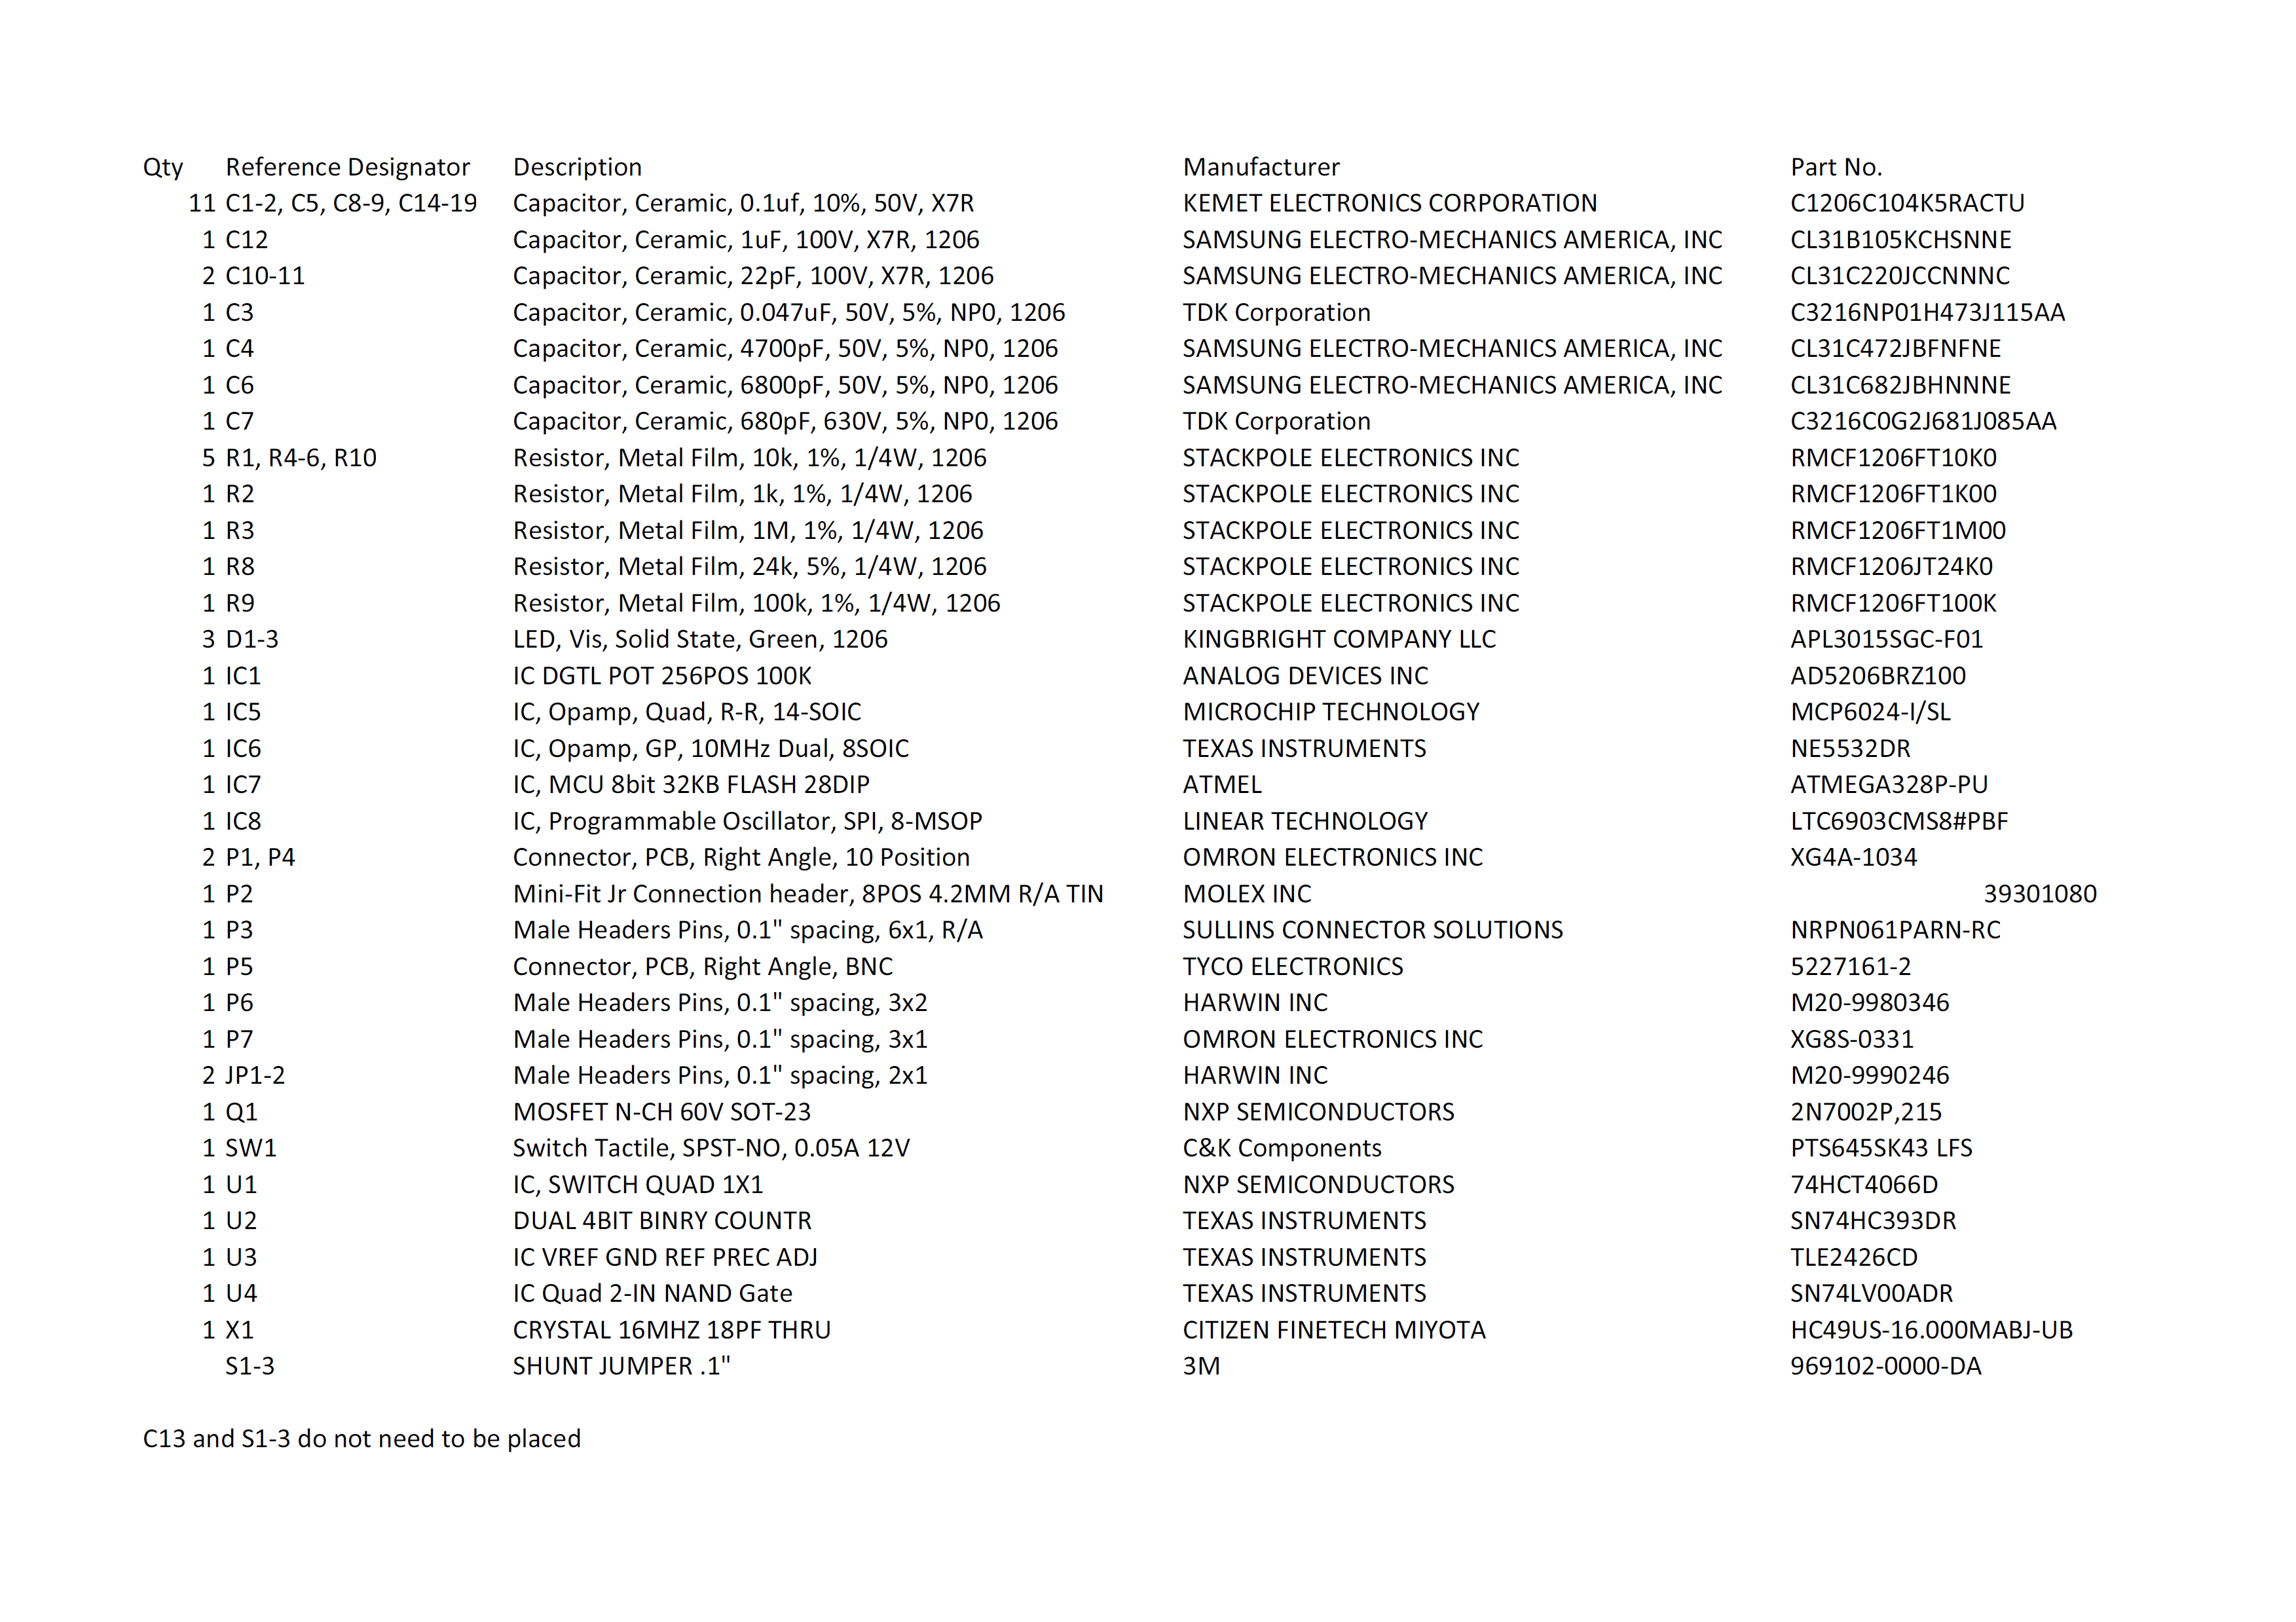 Qty Reference Designator Description Manufacturer Part No.
11 C1-2, C5, C8-9, C14-19 Capacitor, Ceramic, 0.1uf, 10%, 50V, X7R KEMET ELECTRONICS CORPORATION C1206C104K5RACTU
1 C12 Capacitor, Ceramic, 1uF, 100V, X7R, 1206 SAMSUNG ELECTRO-MECHANICS AMERICA, INC CL31B105KCHSNNE
2 C10-11 Capacitor, Ceramic, 22pF, 100V, X7R, 1206 SAMSUNG ELECTRO-MECHANICS AMERICA, INC CL31C220JCCNNNC
1 C3 Capacitor, Ceramic, 0.047uF, 50V, 5%, NP0, 1206 TDK Corporation C3216NP01H473J115AA
1 C4 Capacitor, Ceramic, 4700pF, 50V, 5%, NP0, 1206 SAMSUNG ELECTRO-MECHANICS AMERICA, INC CL31C472JBFNFNE
1 C6 Capacitor, Ceramic, 6800pF, 50V, 5%, NP0, 1206 SAMSUNG ELECTRO-MECHANICS AMERICA, INC CL31C682JBHNNNE
1 C7 Capacitor, Ceramic, 680pF, 630V, 5%, NP0, 1206 TDK Corporation C3216C0G2J681J085AA
5 R1, R4-6, R10 Resistor, Metal Film, 10k, 1%, 1/4W, 1206 STACKPOLE ELECTRONICS INC RMCF1206FT10K0
1 R2 Resistor, Metal Film, 1k, 1%, 1/4W, 1206 STACKPOLE ELECTRONICS INC RMCF1206FT1K00
1 R3 Resistor, Metal Film, 1M, 1%, 1/4W, 1206 STACKPOLE ELECTRONICS INC RMCF1206FT1M00
1 R8 Resistor, Metal Film, 24k, 5%, 1/4W, 1206 STACKPOLE ELECTRONICS INC RMCF1206JT24K0
1 R9 Resistor, Metal Film, 100k, 1%, 1/4W, 1206 STACKPOLE ELECTRONICS INC RMCF1206FT100K
3 D1-3 LED, Vis, Solid State, Green, 1206 KINGBRIGHT COMPANY LLC APL3015SGC-F01
1 IC1 IC DGTL POT 256POS 100K ANALOG DEVICES INC AD5206BRZ100
1 IC5 IC, Opamp, Quad, R-R, 14-SOIC MICROCHIP TECHNOLOGY MCP6024-I/SL
1 IC6 IC, Opamp, GP, 10MHz Dual, 8SOIC TEXAS INSTRUMENTS NE5532DR
1 IC7 IC, MCU 8bit 32KB FLASH 28DIP ATMEL ATMEGA328P-PU
1 IC8 IC, Programmable Oscillator, SPI, 8-MSOP LINEAR TECHNOLOGY LTC6903CMS8#PBF
2 P1, P4 Connector, PCB, Right Angle, 10 Position OMRON ELECTRONICS INC XG4A-1034
1 P2 Mini-Fit Jr Connection header, 8POS 4.2MM R/A TIN MOLEX INC 39301080
1 P3 Male Headers Pins, 0.1" spacing, 6x1, R/A SULLINS CONNECTOR SOLUTIONS NRPN061PARN-RC
1 P5 Connector, PCB, Right Angle, BNC TYCO ELECTRONICS 5227161-2
1 P6 Male Headers Pins, 0.1" spacing, 3x2 HARWIN INC M20-9980346
1 P7 Male Headers Pins, 0.1" spacing, 3x1 OMRON ELECTRONICS INC XG8S-0331
2 JP1-2 Male Headers Pins, 0.1" spacing, 2x1 HARWIN INC M20-9990246
1 Q1 MOSFET N-CH 60V SOT-23 NXP SEMICONDUCTORS 2N7002P,215
1 SW1 Switch Tactile, SPST-NO, 0.05A 12V C&K Components PTS645SK43 LFS
1 U1 IC, SWITCH QUAD 1X1 NXP SEMICONDUCTORS 74HCT4066D
1 U2 DUAL 4BIT BINRY COUNTR TEXAS INSTRUMENTS SN74HC393DR
1 U3 IC VREF GND REF PREC ADJ TEXAS INSTRUMENTS TLE2426CD
1 U4 IC Quad 2-IN NAND Gate TEXAS INSTRUMENTS SN74LV00ADR
1 X1 CRYSTAL 16MHZ 18PF THRU CITIZEN FINETECH MIYOTA HC49US-16.000MABJ-UB
S1-3 SHUNT JUMPER .1" 3M 969102-0000-DA
C13 and S1-3 do not need to be placed